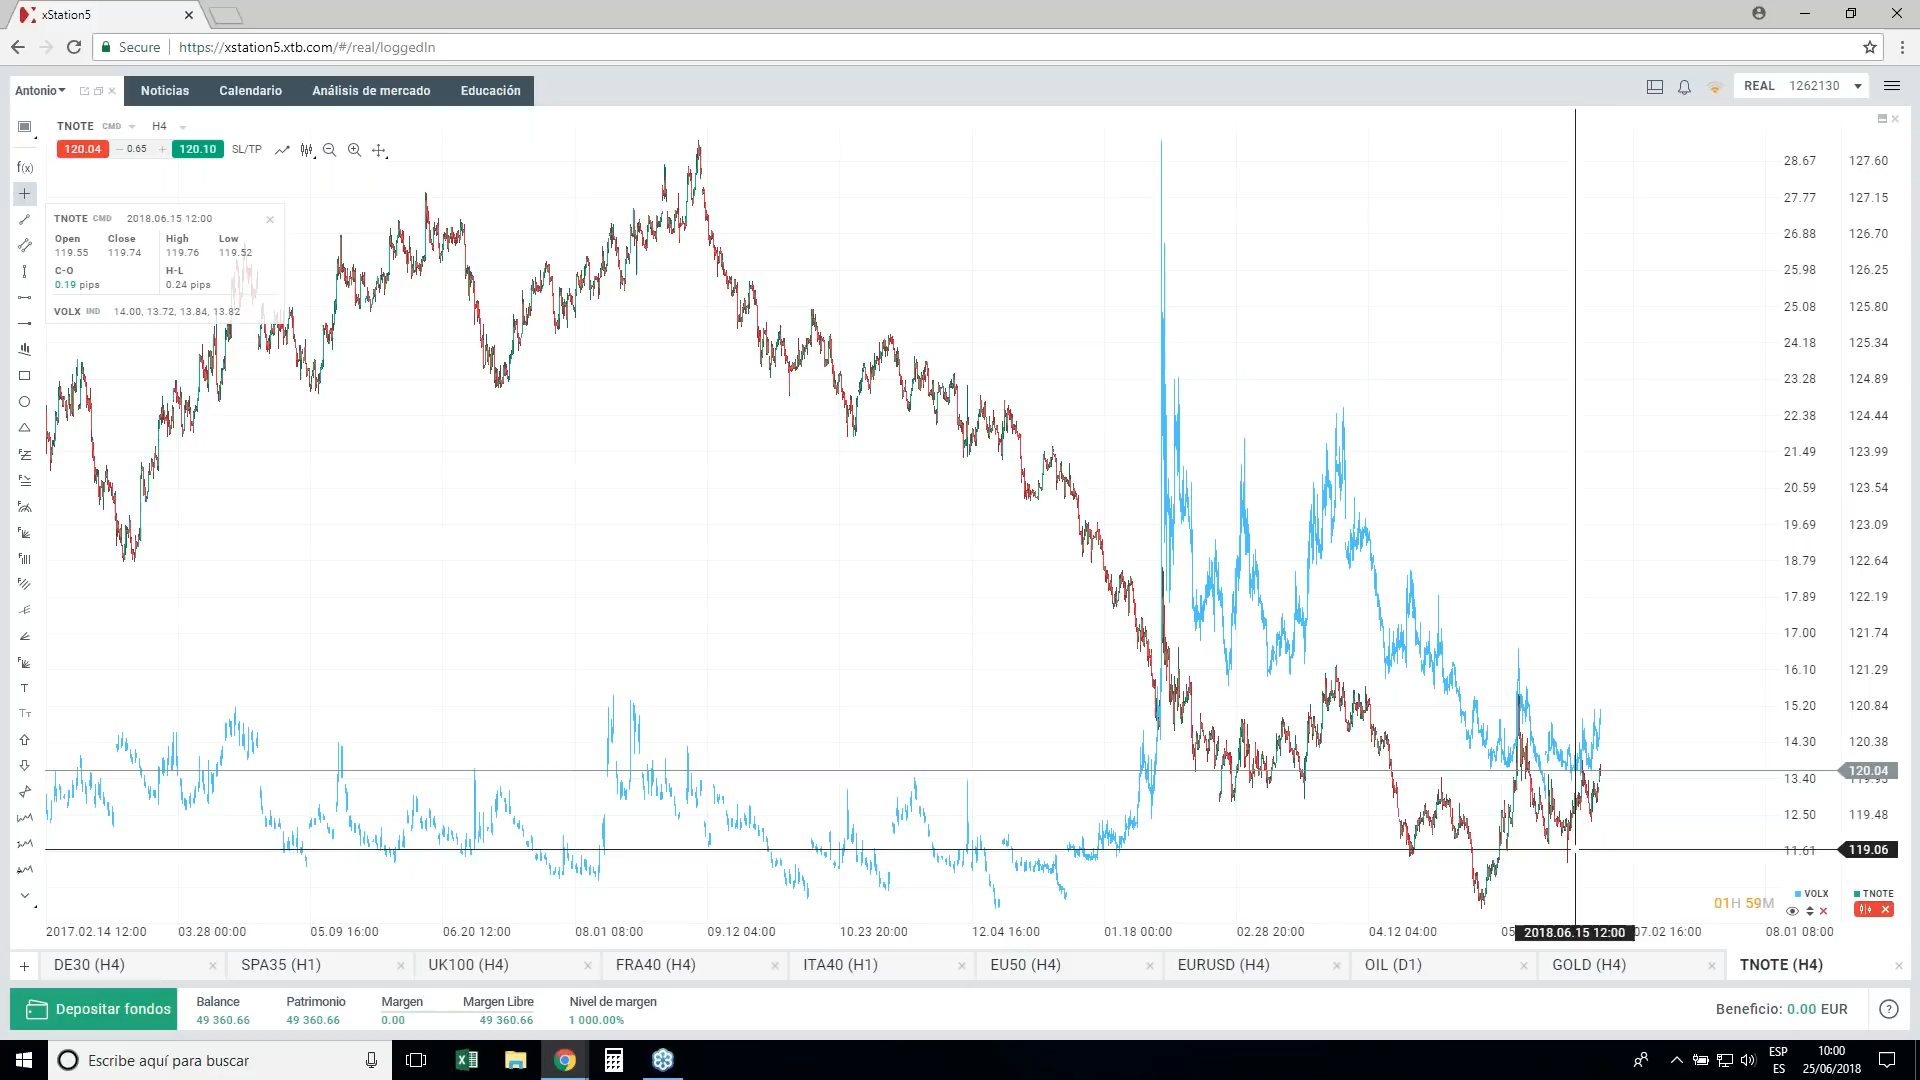 xStation5
Secure https://xstation5.xtb.com/#/real/loggedIn
Antonio Noticias Calendario Análisis de mercado Educación REAL 1262130
TNOTE CMD H4
120.04 0.65 120.10 SL/TP
f(x)
TNOTE CMD 2018.06.15 12:00
Open Close High Low
119.55 119.74 119.76 119.52
C-O H-L
0.19 pips 0.24 pips
VOLX IND 14.00, 13.72, 13.84, 13.82
28.67 127.60
27.77 127.15
26.88 126.70
25.98 126.25
25.08 125.80
24.18 125.34
23.28 124.89
22.38 124.44
21.49 123.99
20.59 123.54
19.69 123.09
18.79 122.64
17.89 122.19
17.00 121.74
16.10 121.29
15.20 120.84
14.30 120.38
120.04
13.40 119.93
12.50 119.48
11.61 119.06
VOLX TNOTE
01H 59M
2017.02.14 12:00 03.28 00:00 05.09 16:00 06.20 12:00 08.01 08:00 09.12 04:00 10.23 20:00 12.04 16:00 01.18 00:00 02.28 20:00 04.12 04:00 05 2018.06.15 12:00 07.02 16:00 08.01 08:00
DE30 (H4) SPA35 (H1) UK100 (H4) FRA40 (H4) ITA40 (H1) EU50 (H4) EURUSD (H4) OIL (D1) GOLD (H4) TNOTE (H4)
Depositar fondos
Balance Patrimonio Margen Margen Libre Nivel de margen
49 360.66 49 360.66 0.00 49 360.66 1 000.00%
Beneficio: 0.00 EUR
Escribe aquí para buscar
ESP 10:00
ES 25/06/2018